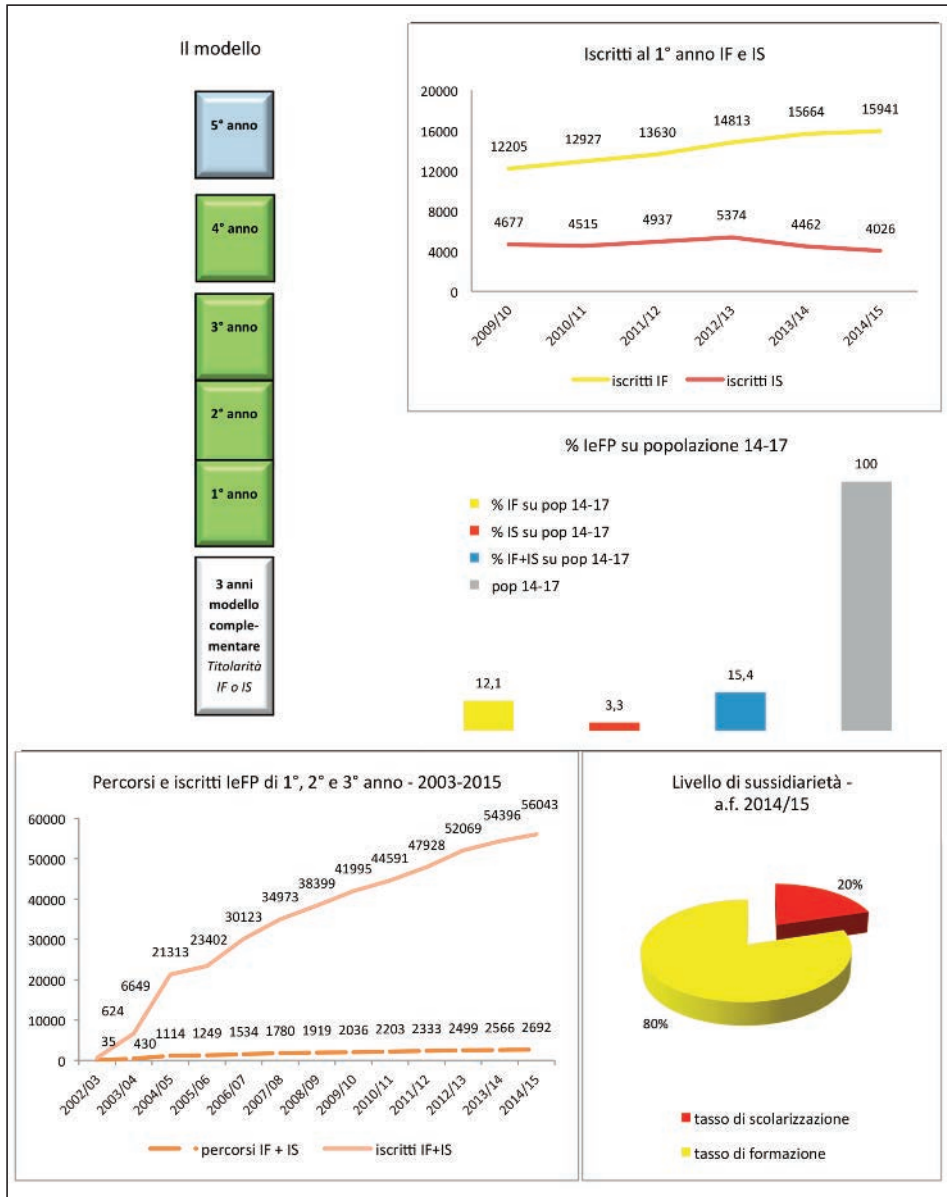 Il modello
5° anno
4° anno
3° anno
2° anno
1° anno
3 anni
modello
comple-
mentare
Titolarità
IF o IS
Iscritti al 1° anno IF e IS
20000
16000
12000
8000
4000
0
12205 12927 13630 14813 15664 15941
4677 4515 4937 5374 4462 4026
2009/10 2010/11 2011/12 2012/13 2013/14 2014/15
iscritti IF iscritti IS
% IeFP su popolazione 14-17
% IF su pop 14-17
% IS su pop 14-17
% IF+IS su pop 14-17
pop 14-17
12,1 3,3 15,4 100
Percorsi e iscritti IeFP di 1°, 2° e 3° anno - 2003-2015
60000
50000
40000
30000
20000
10000
0
624 6649 21313 23402 30123 34973 38399 41995 44591 47928 52069 54396 56043
35 430 1114 1249 1534 1780 1919 2036 2203 2333 2499 2566 2692
2002/03 2003/04 2004/05 2005/06 2006/07 2007/08 2008/09 2009/10 2010/11 2011/12 2012/13 2013/14 2014/15
percorsi IF + IS iscritti IF+IS
Livello di sussidiarietà -
a.f. 2014/15
20%
80%
tasso di scolarizzazione
tasso di formazione